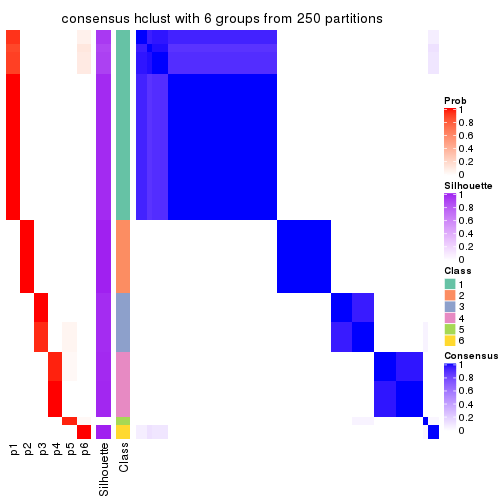 consensus hclust with 6 groups from 250 partitions
Prob
1
0.8
0.6
0.4
0.2
0
Silhouette
1
0.8
0.6
0.4
0.2
0
Class
1
2
3
4
5
6
Consensus
1
0.8
0.6
0.4
0.2
0
p1
p2
p3
p4
p5
p6
Silhouette
Class